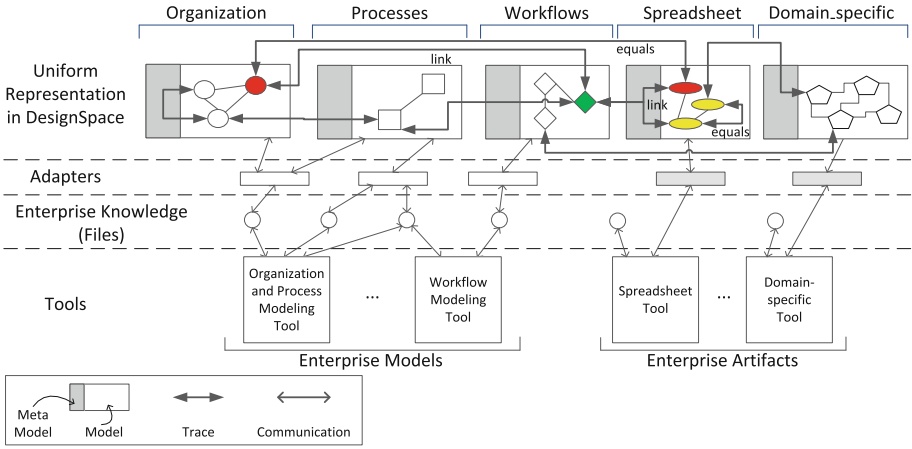 Organization Processes Workflows Spreadsheet Domain_specific
equals
link
Uniform
Representation
in DesignSpace
link
equals
Adapters
Enterprise Knowledge
(Files)
Tools
Organization
and Process
Modeling
Tool
...
Workflow
Modeling
Tool
Spreadsheet
Tool
...
Domain-
specific
Tool
Enterprise Models
Enterprise Artifacts
Meta
Model
Model
Trace
Communication